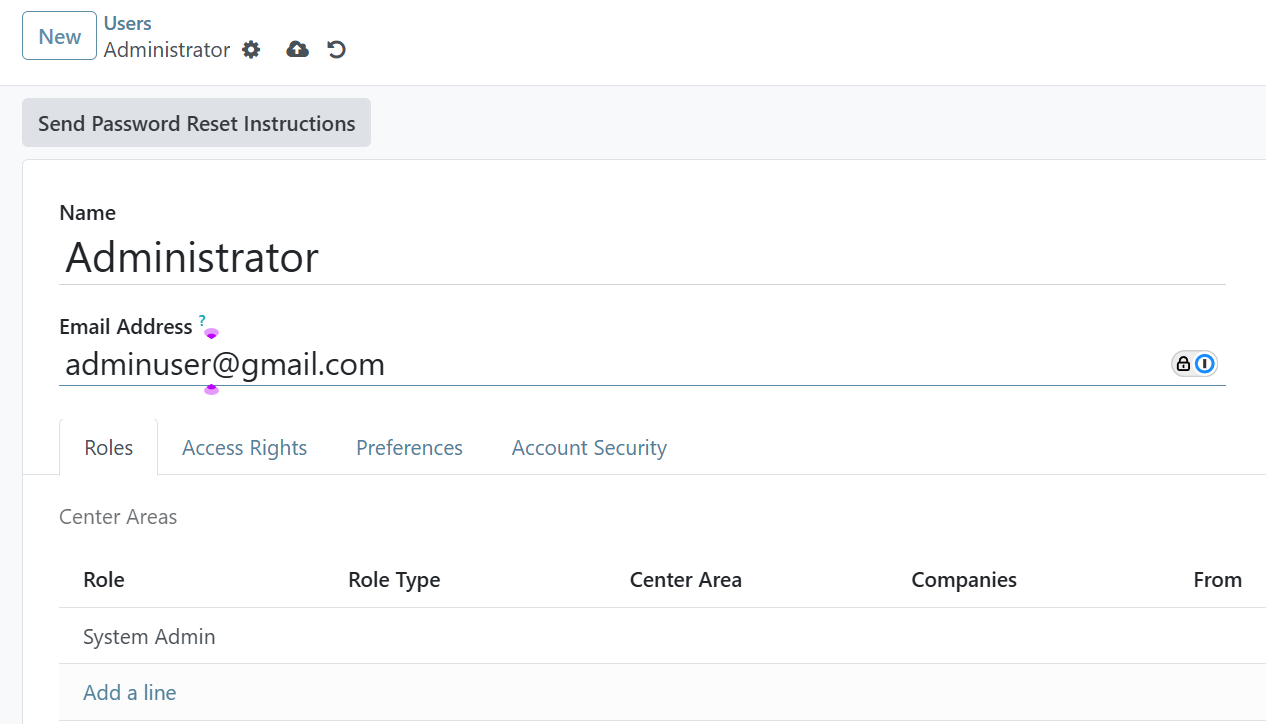 New
Users
Administrator
Send Password Reset Instructions
Name
Administrator
Email Address ?
adminuser@gmail.com
Roles Access Rights Preferences Account Security
Center Areas
Role Role Type Center Area Companies From
System Admin
Add a line